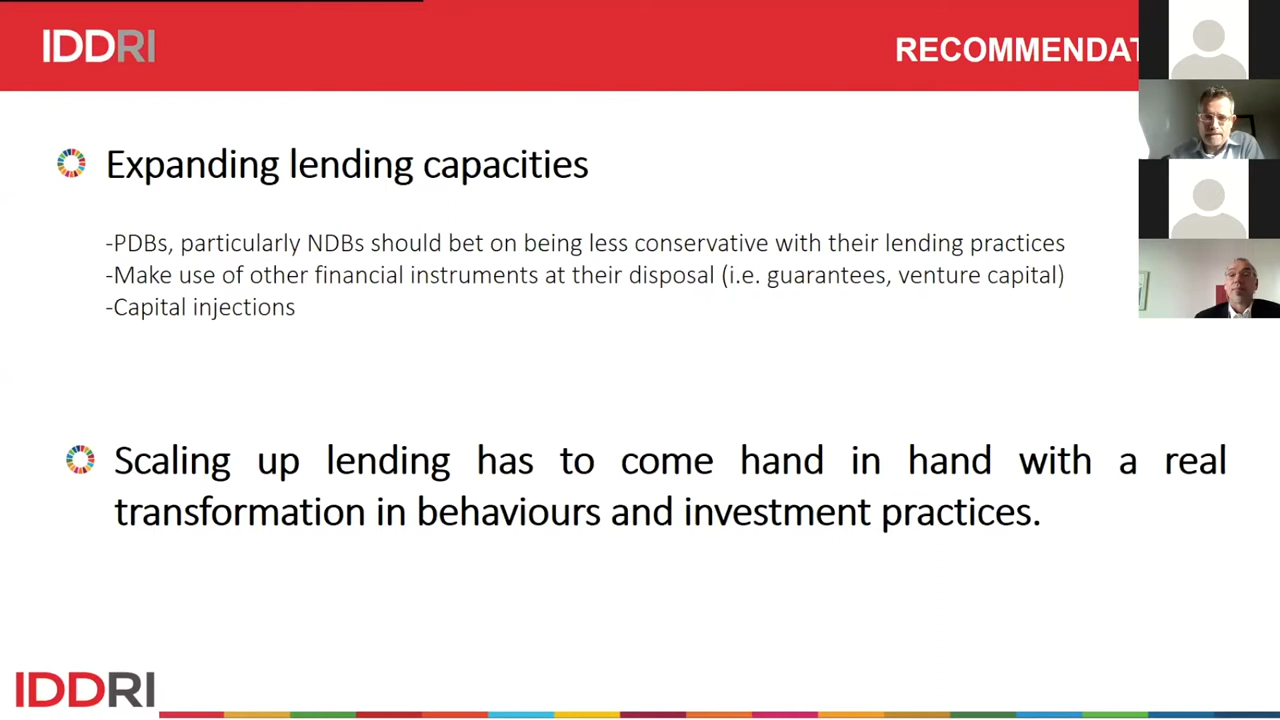 IDDRI
RECOMMENDAT
Expanding lending capacities
-PDBs, particularly NDBs should bet on being less conservative with their lending practices
-Make use of other financial instruments at their disposal (i.e. guarantees, venture capital)
-Capital injections
Scaling up lending has to come hand in hand with a real
transformation in behaviours and investment practices.
IDDRI